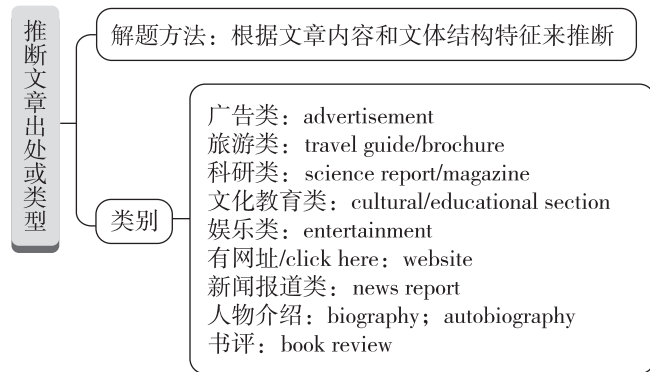 推断文章出处或类型
解题方法：根据文章内容和文体结构特征来推断
类别
广告类：advertisement
旅游类：travel guide/brochure
科研类：science report/magazine
文化教育类：cultural/educational section
娱乐类：entertainment
有网址/click here：website
新闻报道类：news report
人物介绍：biography；autobiography
书评：book review